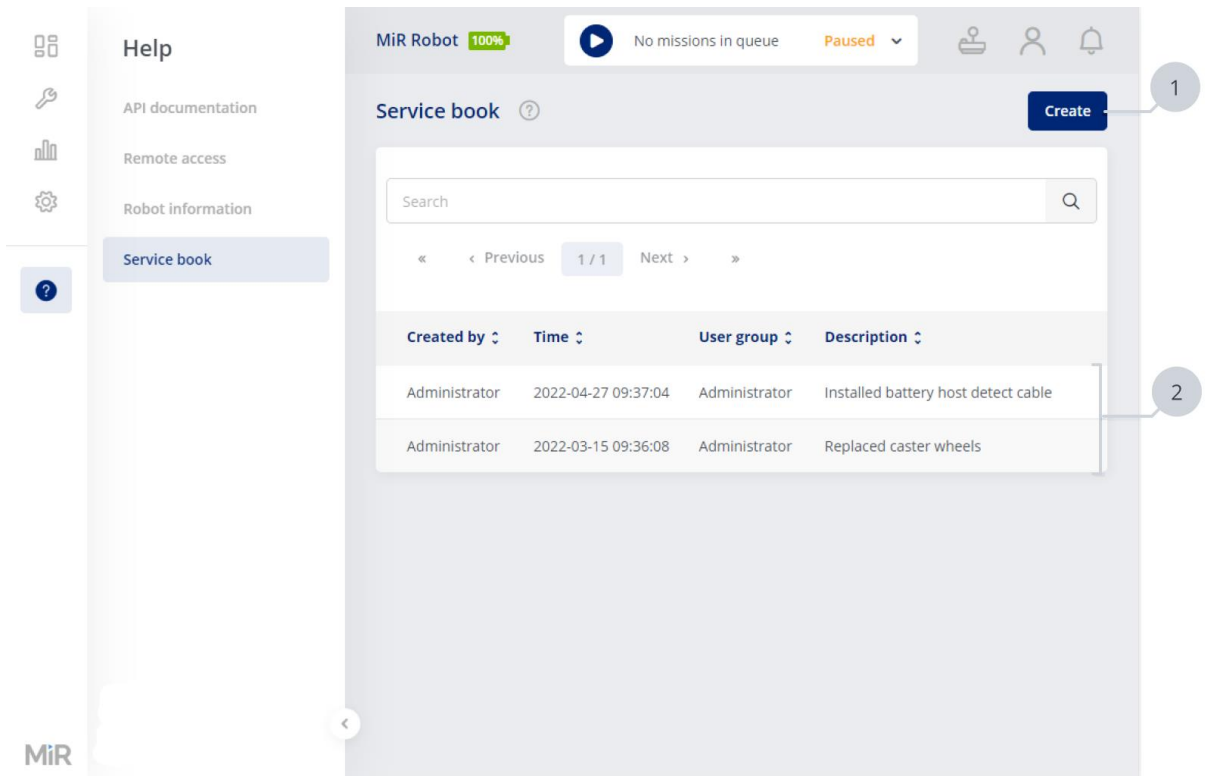 Help
API documentation
Remote access
Robot information
Service book
?
MiR
MiR Robot 100%
No missions in queue Paused
Service book ?
Create
1
Search
« ‹ Previous 1 / 1 Next › »
Created by Time User group Description
Administrator 2022-04-27 09:37:04 Administrator Installed battery host detect cable
Administrator 2022-03-15 09:36:08 Administrator Replaced caster wheels
2